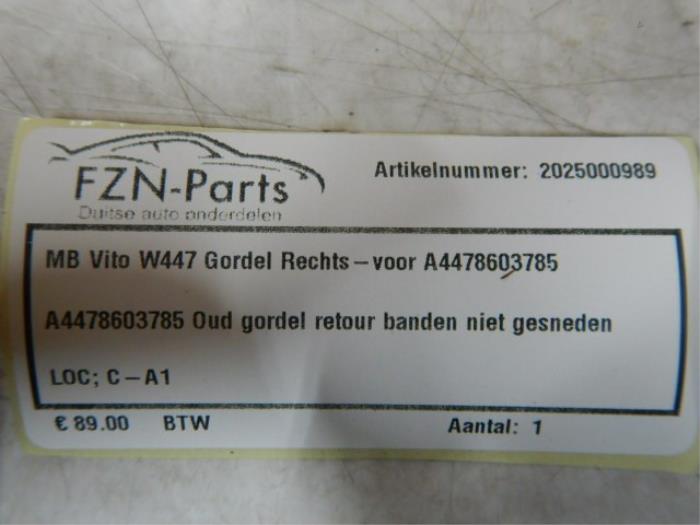 FZN-Parts
Duitse auto onderdelen
Artikelnummer: 2025000989
MB Vito W447 Gordel Rechts-voor A4478603785
A4478603785 Oud gordel retour banden niet gesneden
LOC; C-A1
€ 89.00 BTW Aantal: 1